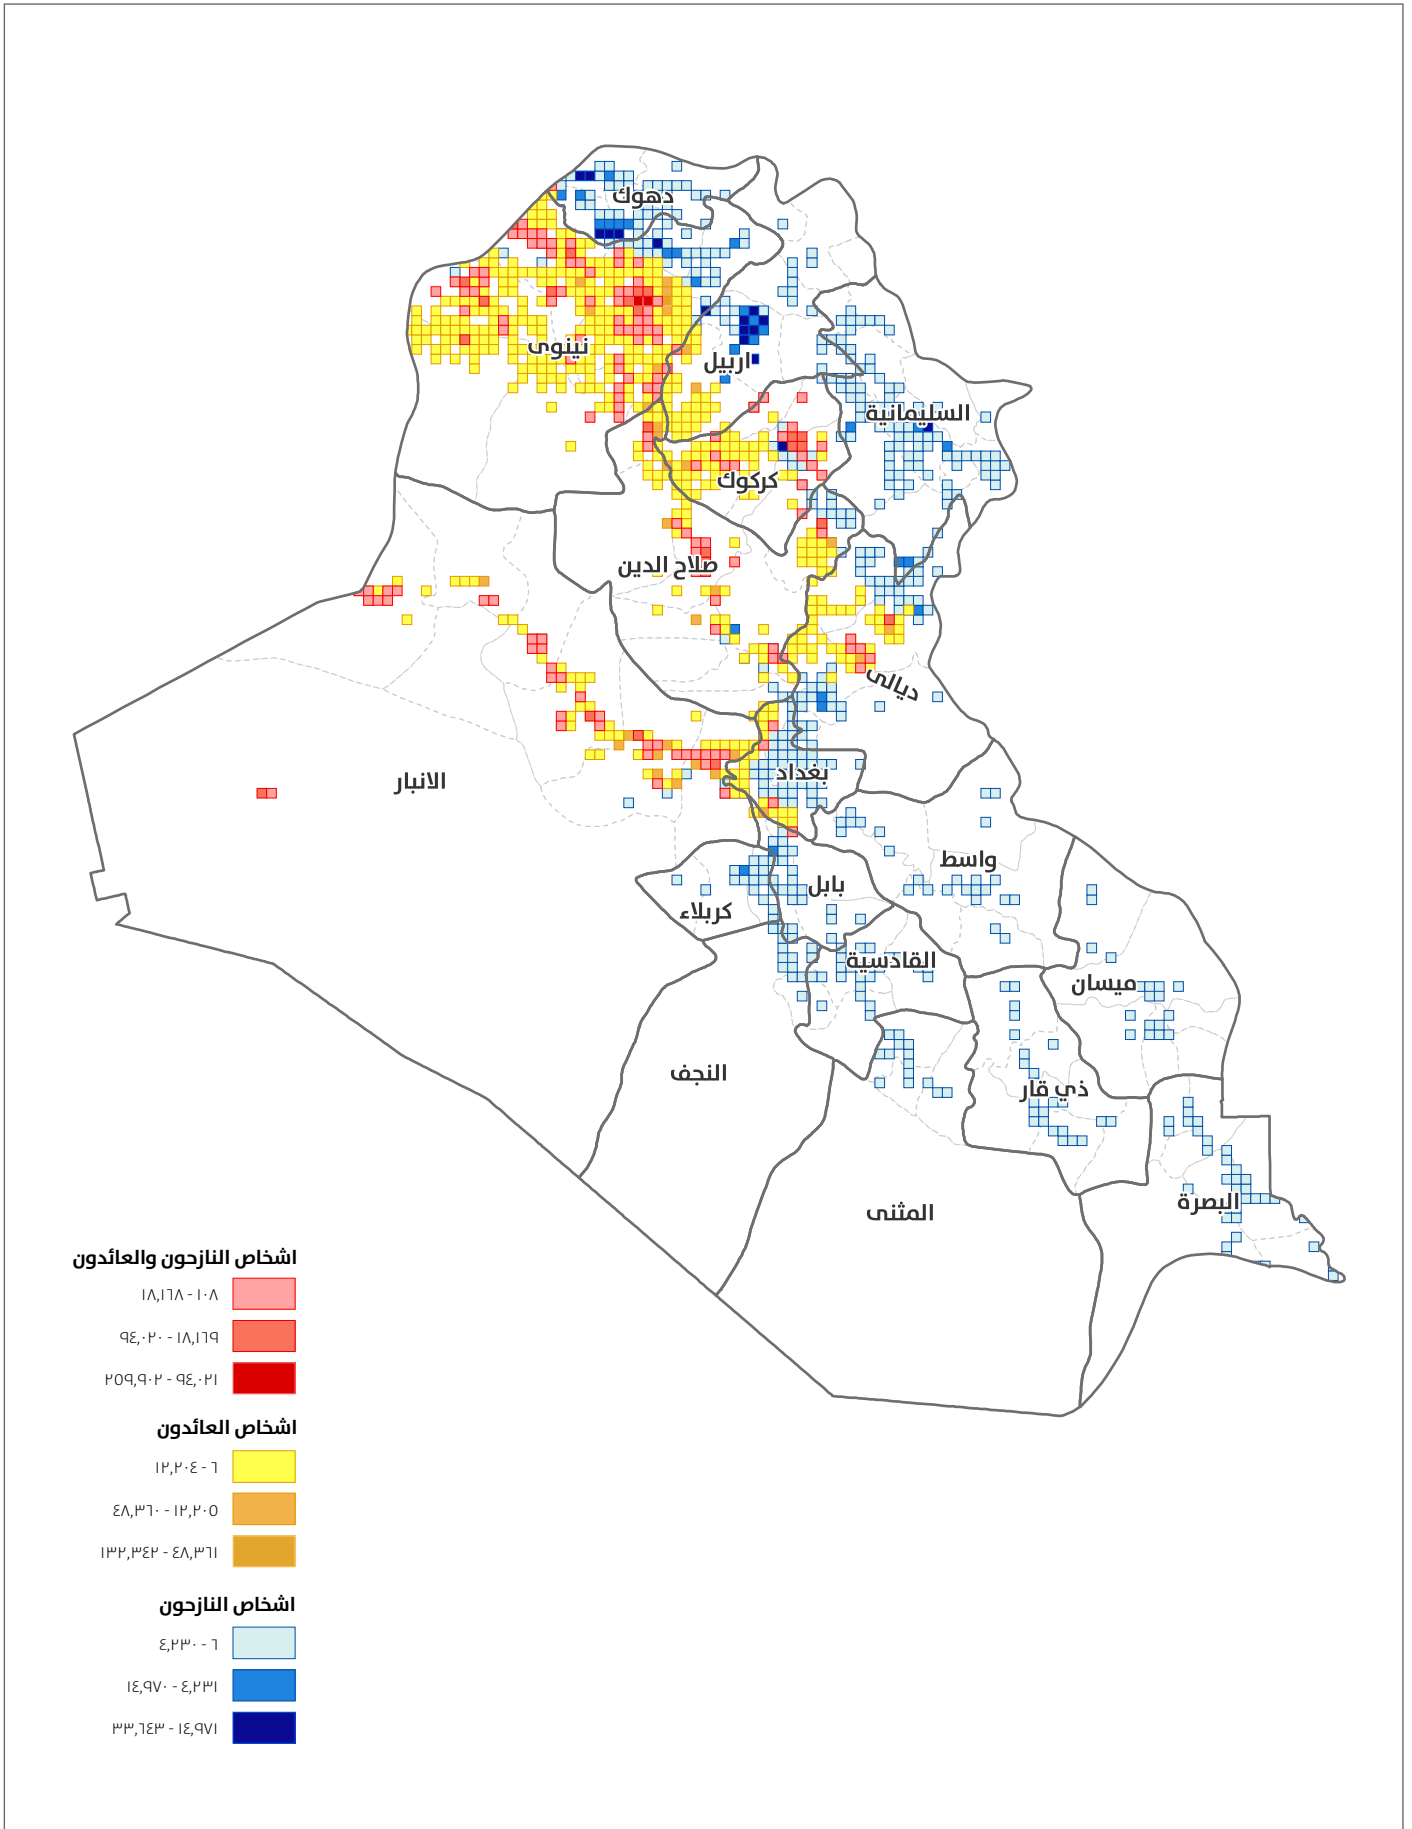 دهوك
نينوى
اربيل
السليمانية
كركوك
صلاح الدين
ديالى
الانبار
بغداد
واسط
بابل
كربلاء
القادسية
ميسان
النجف
ذي قار
البصرة
المثنى
اشخاص النازحون والعائدون
١٠٨ - ١٨,١٦٨
١٨,١٦٩ - ٩٤,٠٢٠
٩٤,٠٢١ - ٢٥٩,٩٠٢
اشخاص العائدون
٦ - ١٢,٢٠٤
١٢,٢٠٥ - ٤٨,٣٦٠
٤٨,٣٦١ - ١٣٢,٣٤٢
اشخاص النازحون
٦ - ٤,٢٣٠
٤,٢٣١ - ١٤,٩٧٠
١٤,٩٧١ - ٣٣,٦٤٣